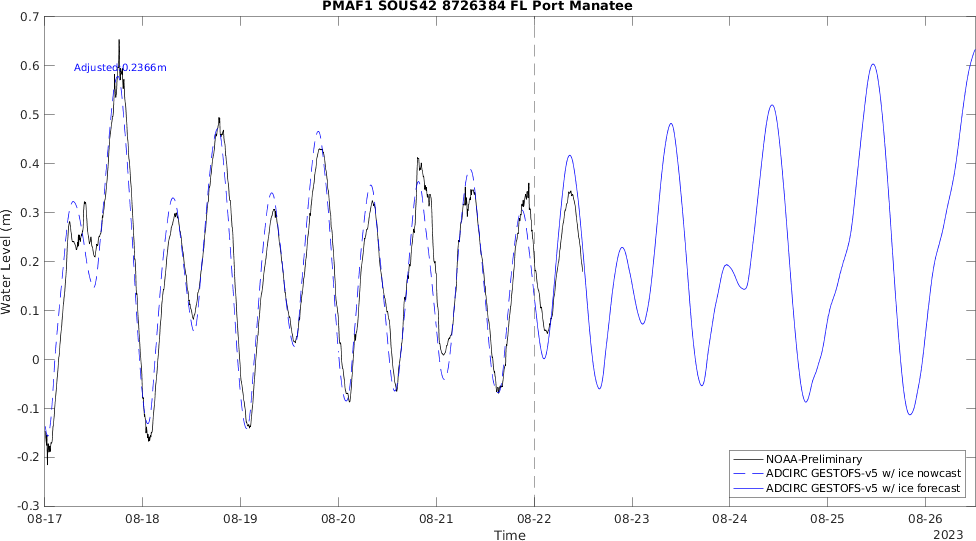 PMAF1 SOUS42 8726384 FL Port Manatee
0.7
0.6
0.5
0.4
0.3
0.2
0.1
0
-0.1
-0.2
-0.3
Water Level (m)
Adjusted 0.2366m
NOAA-Preliminary
ADCIRC GESTOFS-v5 w/ ice nowcast
ADCIRC GESTOFS-v5 w/ ice forecast
08-17 08-18 08-19 08-20 08-21 08-22 08-23 08-24 08-25 08-26
Time
2023